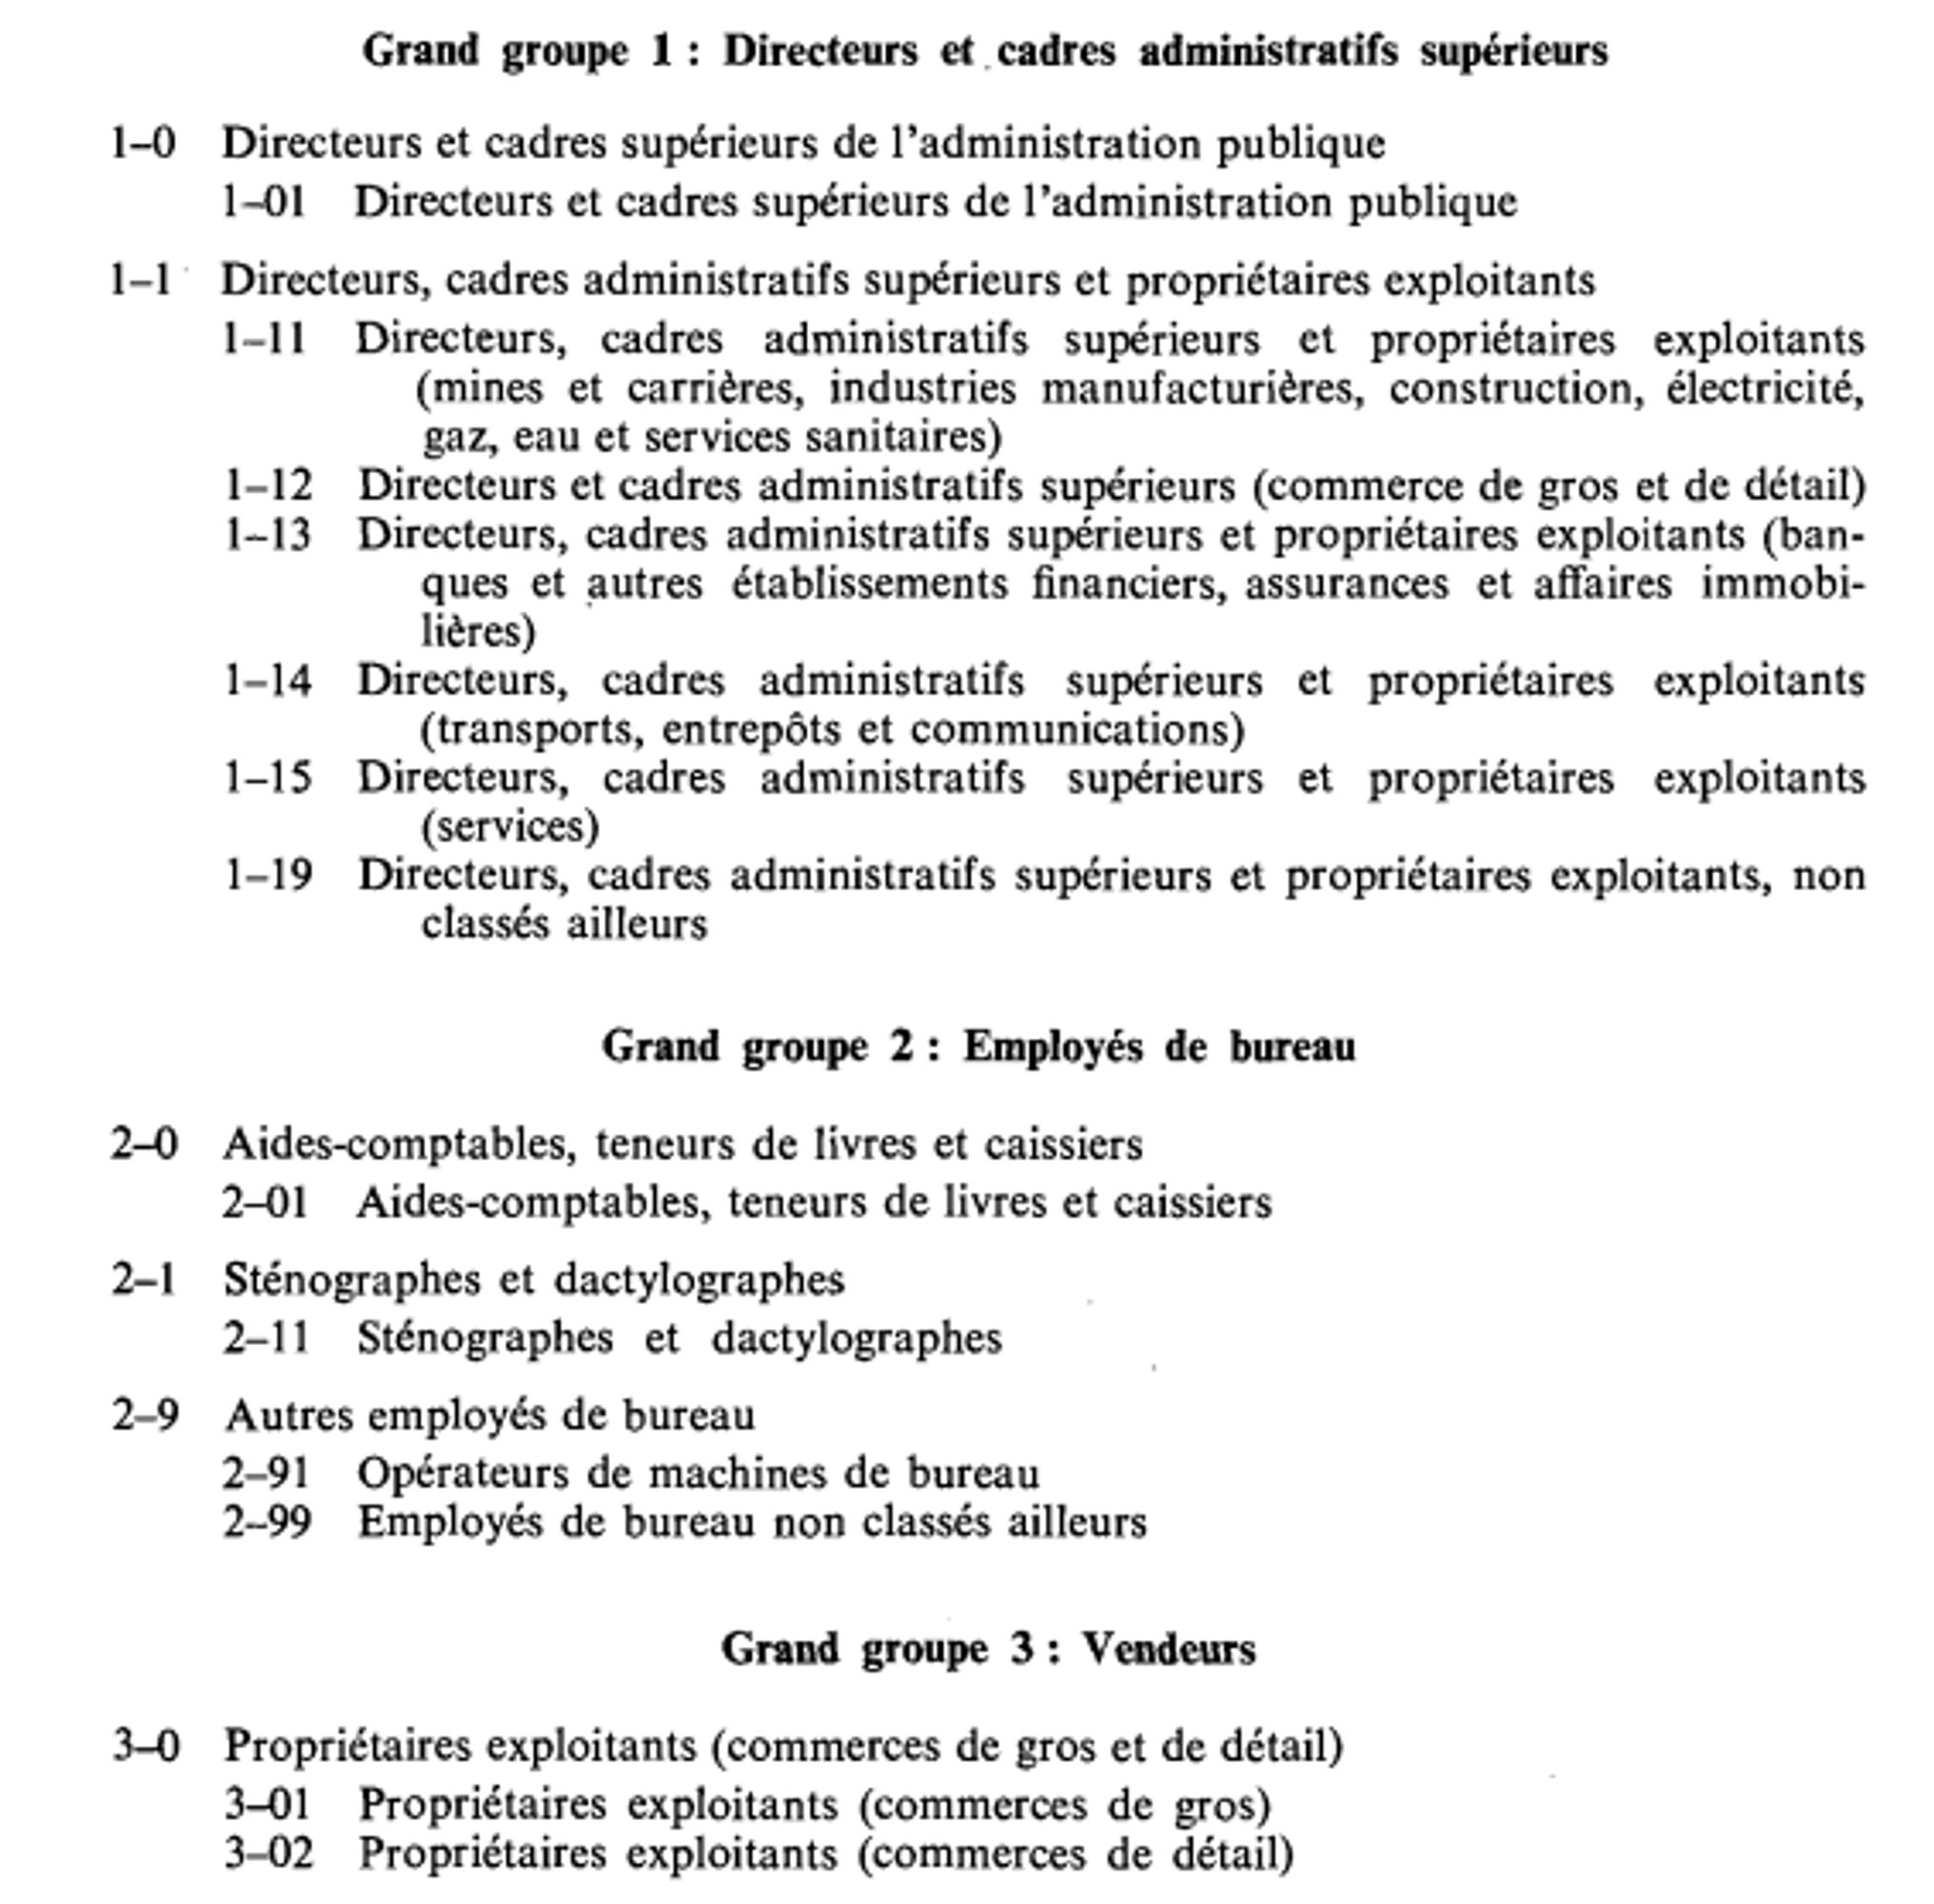 Grand groupe 1 : Directeurs et cadres administratifs supérieurs
1–0 Directeurs et cadres supérieurs de l'administration publique
1–01 Directeurs et cadres supérieurs de l'administration publique
1–1 Directeurs, cadres administratifs supérieurs et propriétaires exploitants
1–11 Directeurs, cadres administratifs supérieurs et propriétaires exploitants
(mines et carrières, industries manufacturières, construction, électricité,
gaz, eau et services sanitaires)
1–12 Directeurs et cadres administratifs supérieurs (commerce de gros et de détail)
1–13 Directeurs, cadres administratifs supérieurs et propriétaires exploitants (ban-
ques et autres établissements financiers, assurances et affaires immobi-
lières)
1–14 Directeurs, cadres administratifs supérieurs et propriétaires exploitants
(transports, entrepôts et communications)
1–15 Directeurs, cadres administratifs supérieurs et propriétaires exploitants
(services)
1–19 Directeurs, cadres administratifs supérieurs et propriétaires exploitants, non
classés ailleurs
Grand groupe 2 : Employés de bureau
2–0 Aides-comptables, teneurs de livres et caissiers
2–01 Aides-comptables, teneurs de livres et caissiers
2–1 Sténographes et dactylographes
2–11 Sténographes et dactylographes
2–9 Autres employés de bureau
2–91 Opérateurs de machines de bureau
2–99 Employés de bureau non classés ailleurs
Grand groupe 3 : Vendeurs
3–0 Propriétaires exploitants (commerces de gros et de détail)
3–01 Propriétaires exploitants (commerces de gros)
3–02 Propriétaires exploitants (commerces de détail)